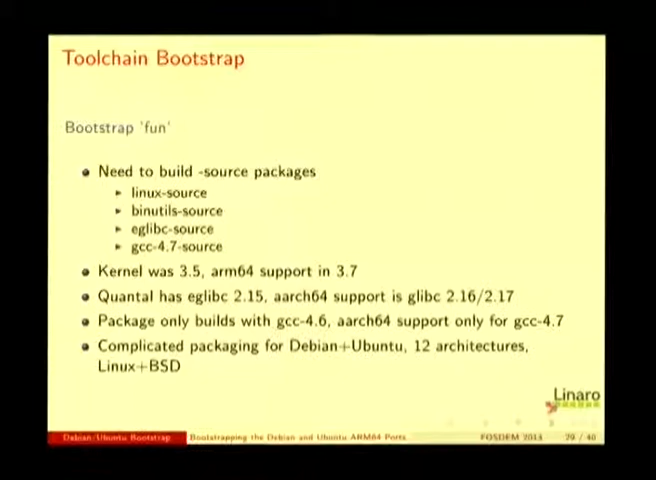 Toolchain Bootstrap
Bootstrap 'fun'
Need to build -source packages
linux-source
binutils-source
eglibc-source
gcc-4.7-source
Kernel was 3.5, arm64 support in 3.7
Quantal has eglibc 2.15, aarch64 support is glibc 2.16/2.17
Package only builds with gcc-4.6, aarch64 support only for gcc-4.7
Complicated packaging for Debian+Ubuntu, 12 architectures,
Linux+BSD
Linaro
Debian/Ubuntu Bootstrap Bootstrapping the Debian and Ubuntu ARM64 Ports FOSDEM / 40